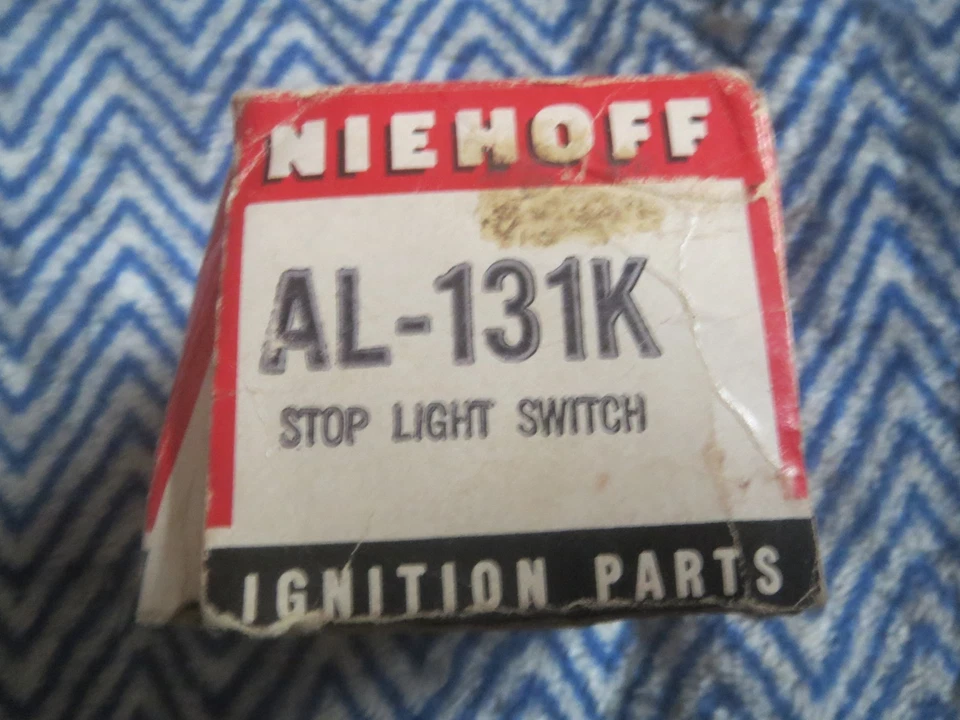 NIEHOFF
AL-131K
STOP LIGHT SWITCH
IGNITION PARTS